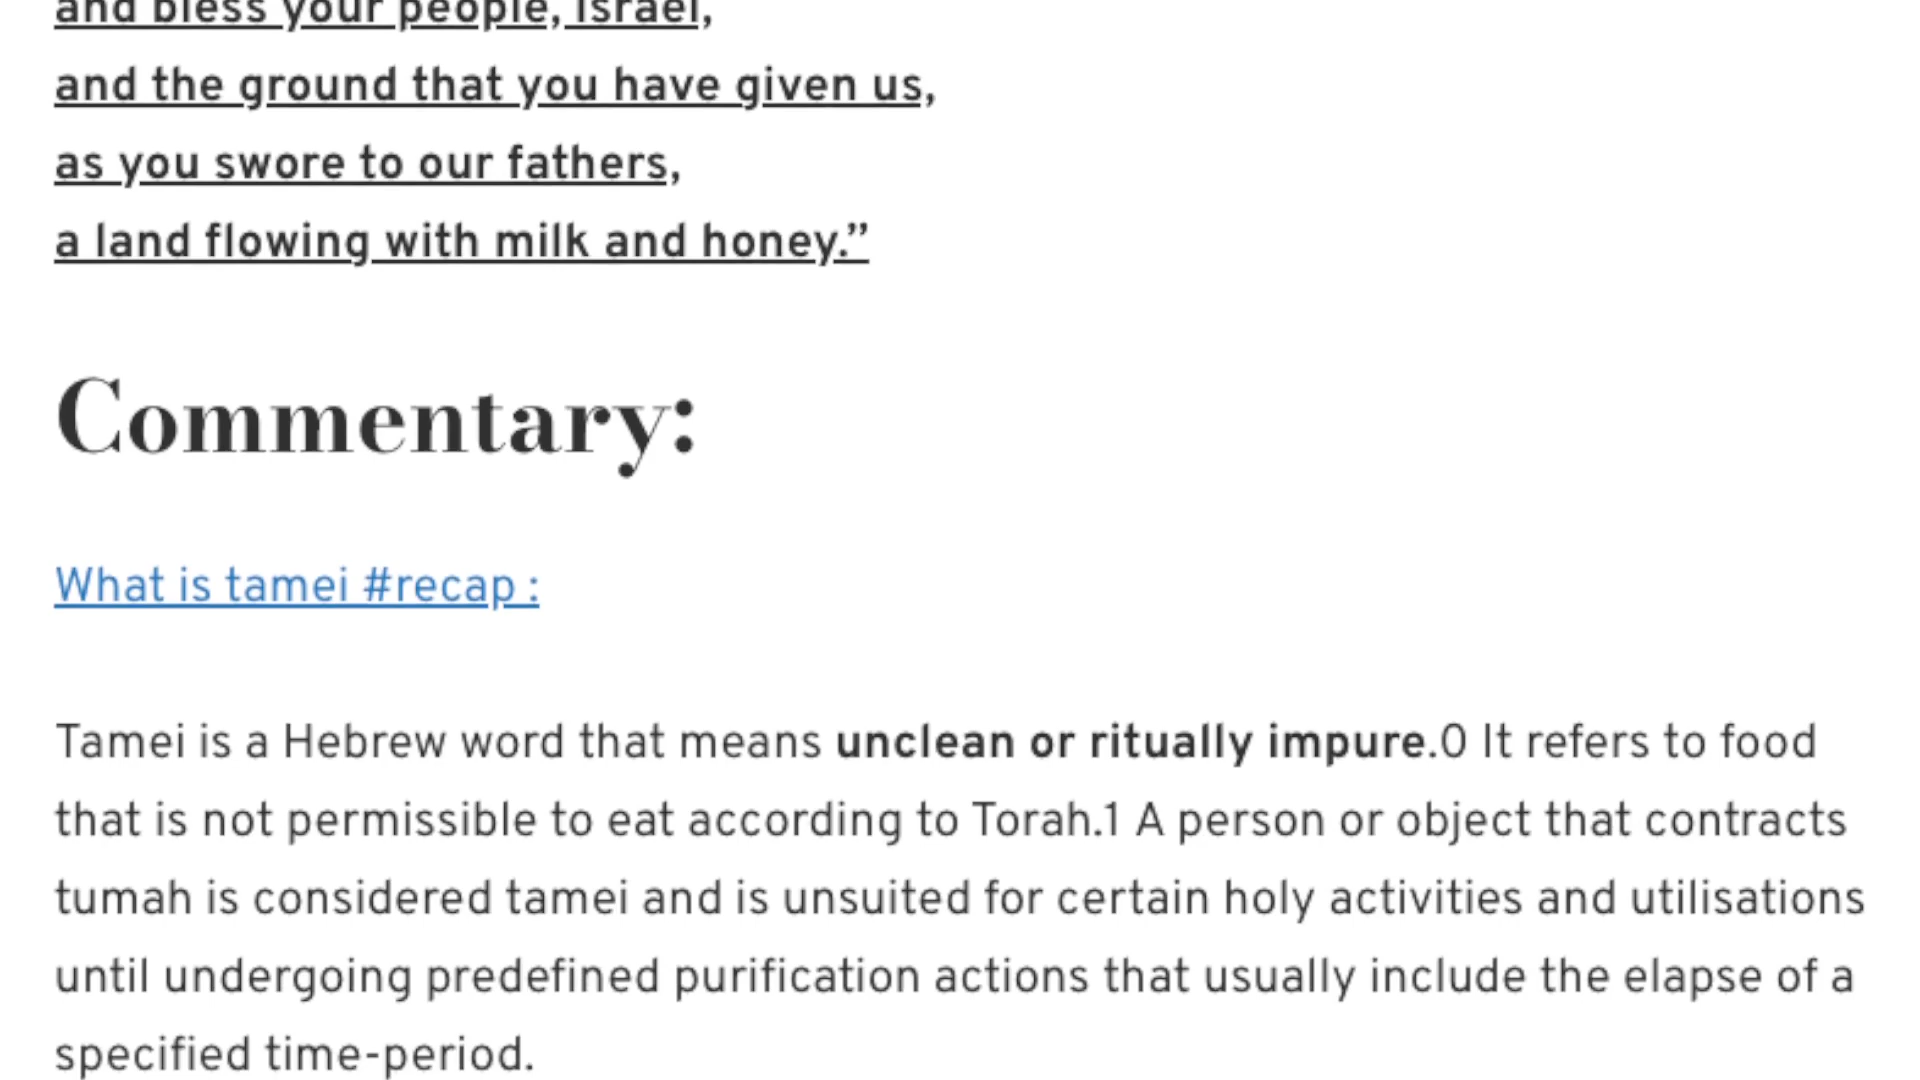 and bless your people, Israel,
and the ground that you have given us,
as you swore to our fathers,
a land flowing with milk and honey.”
Commentary:
What is tamei #recap :
Tamei is a Hebrew word that means unclean or ritually impure.0 It refers to food
that is not permissible to eat according to Torah.1 A person or object that contracts
tumah is considered tamei and is unsuited for certain holy activities and utilisations
until undergoing predefined purification actions that usually include the elapse of a
specified time-period.